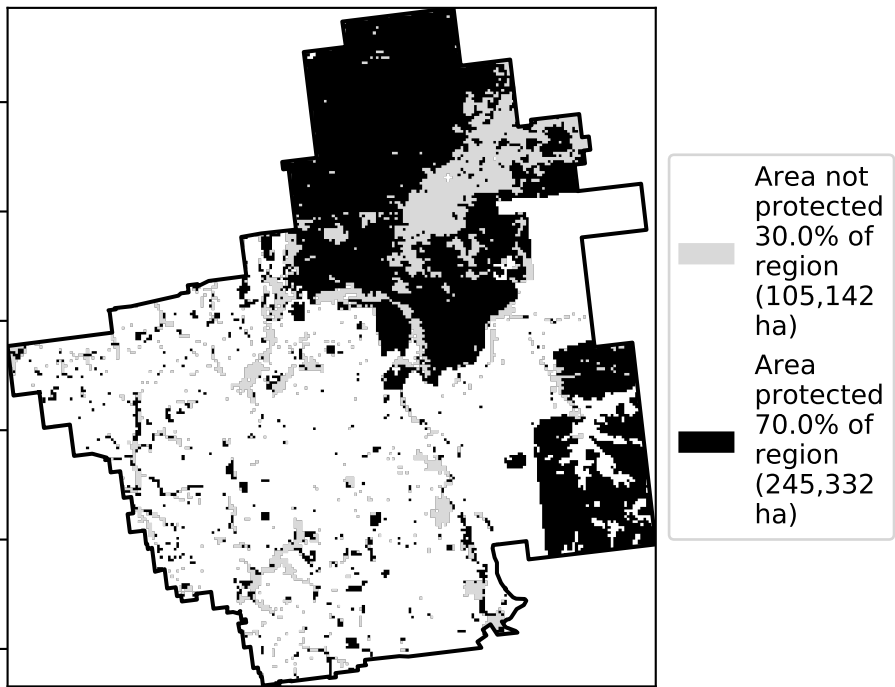 Area not
protected
30.0% of
region
(105,142
ha)
Area
protected
70.0% of
region
(245,332
ha)